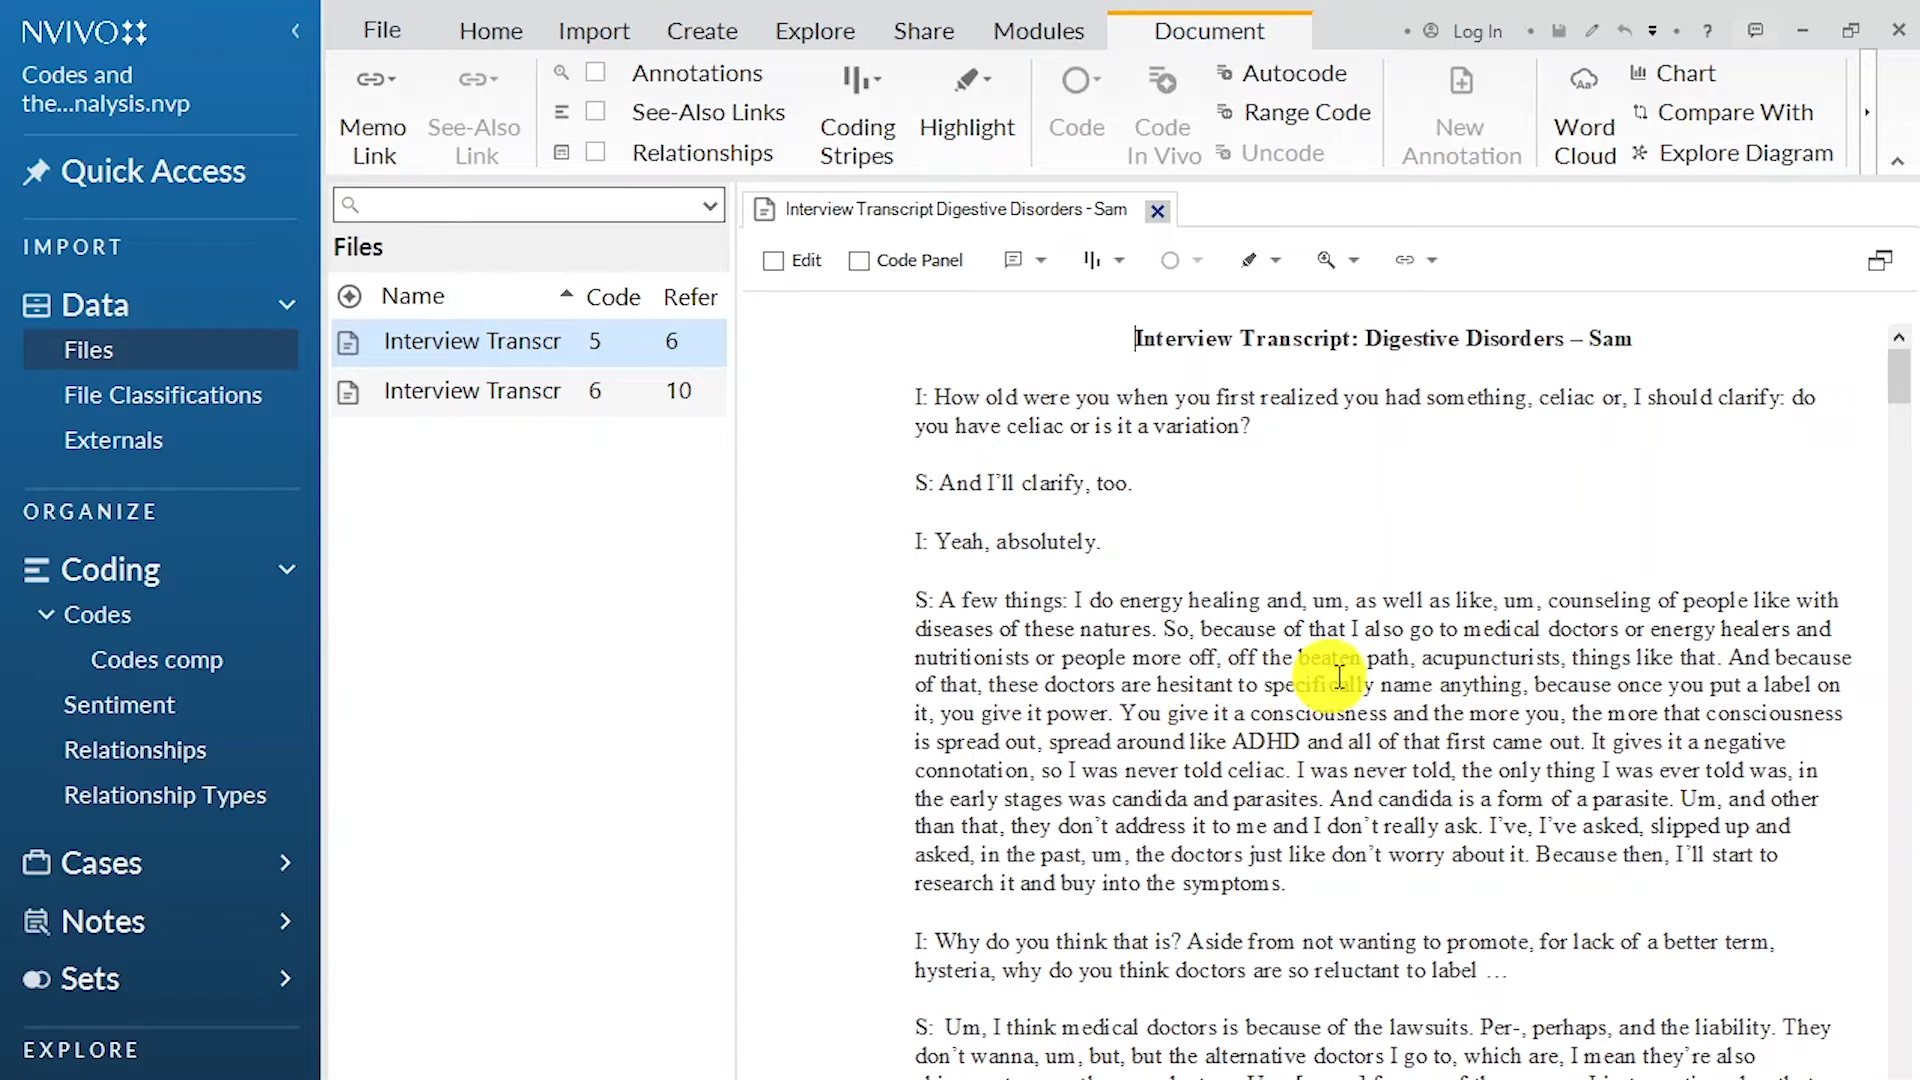 NVIVO
Codes and
the...nalysis.nvp
Quick Access
IMPORT
Data
Files
File Classifications
Externals
ORGANIZE
Coding
Codes
Codes comp
Sentiment
Relationships
Relationship Types
Cases
Notes
Sets
EXPLORE
File Home Import Create Explore Share Modules Document
Log In
?
Memo
Link
See-Also
Link
Annotations
See-Also Links
Relationships
Coding
Stripes
Highlight
Code
Code
In Vivo
Autocode
Range Code
Uncode
New
Annotation
Word
Cloud
Chart
Compare With
Explore Diagram
Files
Name Code Refer
Interview Transcr 5 6
Interview Transcr 6 10
Interview Transcript Digestive Disorders - Sam
Edit Code Panel
Interview Transcript: Digestive Disorders – Sam
I: How old were you when you first realized you had something, celiac or, I should clarify: do
you have celiac or is it a variation?
S: And I’ll clarify, too.
I: Yeah, absolutely.
S: A few things: I do energy healing and, um, as well as like, um, counseling of people like with
diseases of these natures. So, because of that I also go to medical doctors or energy healers and
nutritionists or people more off, off the beaten path, acupuncturists, things like that. And because
of that, these doctors are hesitant to specifically name anything, because once you put a label on
it, you give it power. You give it a consciousness and the more you, the more that consciousness
is spread out, spread around like ADHD and all of that first came out. It gives it a negative
connotation, so I was never told celiac. I was never told, the only thing I was ever told was, in
the early stages was candida and parasites. And candida is a form of a parasite. Um, and other
than that, they don’t address it to me and I don’t really ask. I’ve, I’ve asked, slipped up and
asked, in the past, um, the doctors just like don’t worry about it. Because then, I’ll start to
research it and buy into the symptoms.
I: Why do you think that is? Aside from not wanting to promote, for lack of a better term,
hysteria, why do you think doctors are so reluctant to label …
S:  Um, I think medical doctors is because of the lawsuits. Per-, perhaps, and the liability. They
don’t wanna, um, but, but the alternative doctors I go to, which are, I mean they’re also